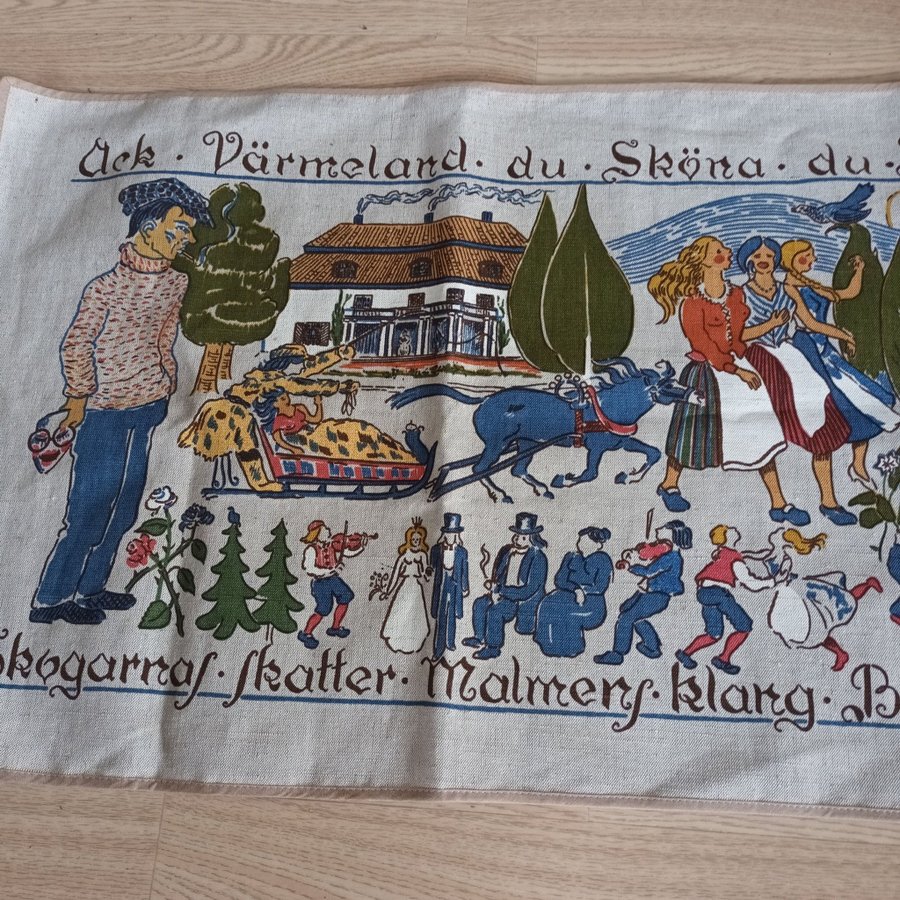 Ack · Värmeland · du · Sköna · du ·
Skogarnas · skatter · Malmens · klang · B